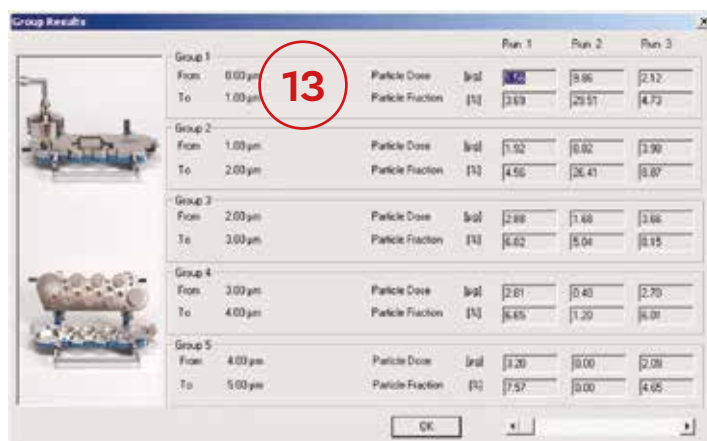 Group Results
Run 1 Run 2 Run 3
Group 1
From 0.00 µm Particle Dose [µg] 1.56 9.86 2.12
To 1.00 µm Particle Fraction [%] 3.69 29.51 4.73
13
Group 2
From 1.00 µm Particle Dose [µg] 1.92 8.82 3.98
To 2.00 µm Particle Fraction [%] 4.56 26.41 8.87
Group 3
From 2.00 µm Particle Dose [µg] 2.88 1.68 3.66
To 3.00 µm Particle Fraction [%] 6.82 5.04 8.15
Group 4
From 3.00 µm Particle Dose [µg] 2.81 0.40 2.70
To 4.00 µm Particle Fraction [%] 6.65 1.20 6.01
Group 5
From 4.00 µm Particle Dose [µg] 3.20 0.00 2.09
To 5.00 µm Particle Fraction [%] 7.57 0.00 4.65
OK